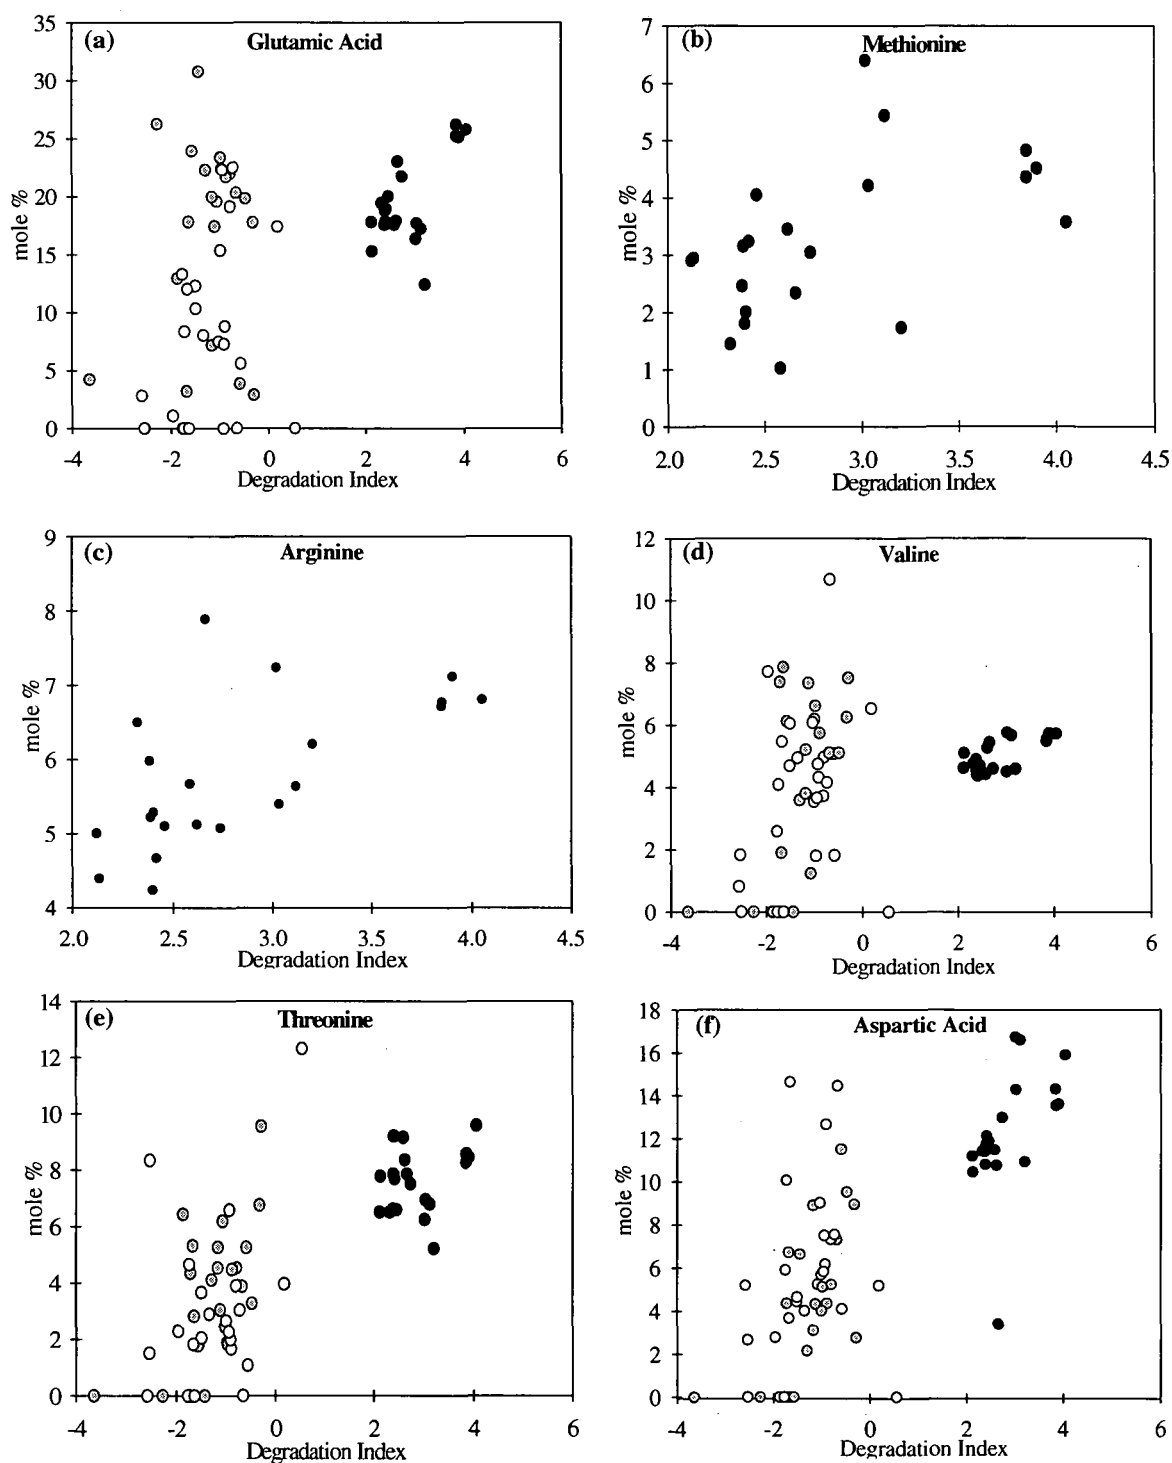 (a) Glutamic Acid
35
30
25
20
15
10
5
0
mole %
-4 -2 0 2 4 6
Degradation Index
(b) Methionine
7
6
5
4
3
2
1
0
mole %
2.0 2.5 3.0 3.5 4.0 4.5
Degradation Index
(c) Arginine
9
8
7
6
5
4
mole %
2.0 2.5 3.0 3.5 4.0 4.5
Degradation Index
(d) Valine
12
10
8
6
4
2
0
mole %
-4 -2 0 2 4 6
Degradation Index
(e) Threonine
14
12
10
8
6
4
2
0
mole %
-4 -2 0 2 4 6
Degradation Index
(f) Aspartic Acid
18
16
14
12
10
8
6
4
2
0
mole %
-4 -2 0 2 4 6
Degradation Index